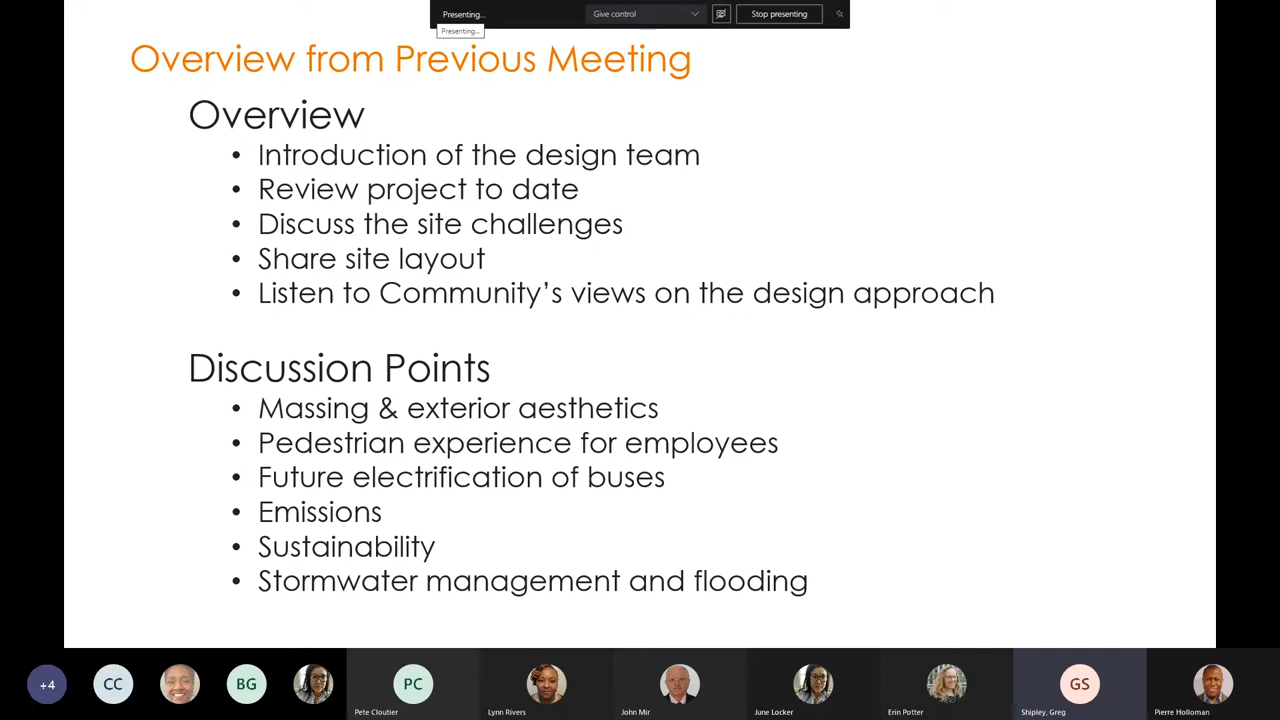 Presenting...
Give control
Stop presenting
Presenting...
Overview from Previous Meeting
Overview
• Introduction of the design team
• Review project to date
• Discuss the site challenges
• Share site layout
• Listen to Community’s views on the design approach
Discussion Points
• Massing & exterior aesthetics
• Pedestrian experience for employees
• Future electrification of buses
• Emissions
• Sustainability
• Stormwater management and flooding
+4
CC
BG
PC
GS
Pete Cloutier
Lynn Rivers
John Mir
June Locker
Erin Potter
Shipley, Greg
Pierre Holloman